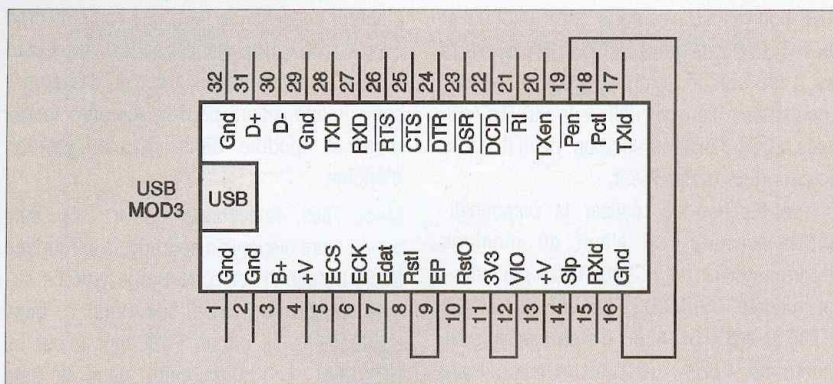 32
31
30
29
28
27
26
25
24
23
22
21
20
19
18
17
Gnd
D+
D-
Gnd
TXD
RXD
RTS
CTS
DTR
DSR
DCD
RI
TXen
Pen
Pctl
TXld
USB
MOD3
USB
Gnd
Gnd
B+
+V
ECS
ECK
Edat
RstI
EP
RstO
3V3
VIO
+V
Slp
RXld
Gnd
1
2
3
4
5
6
7
8
9
10
11
12
13
14
15
16